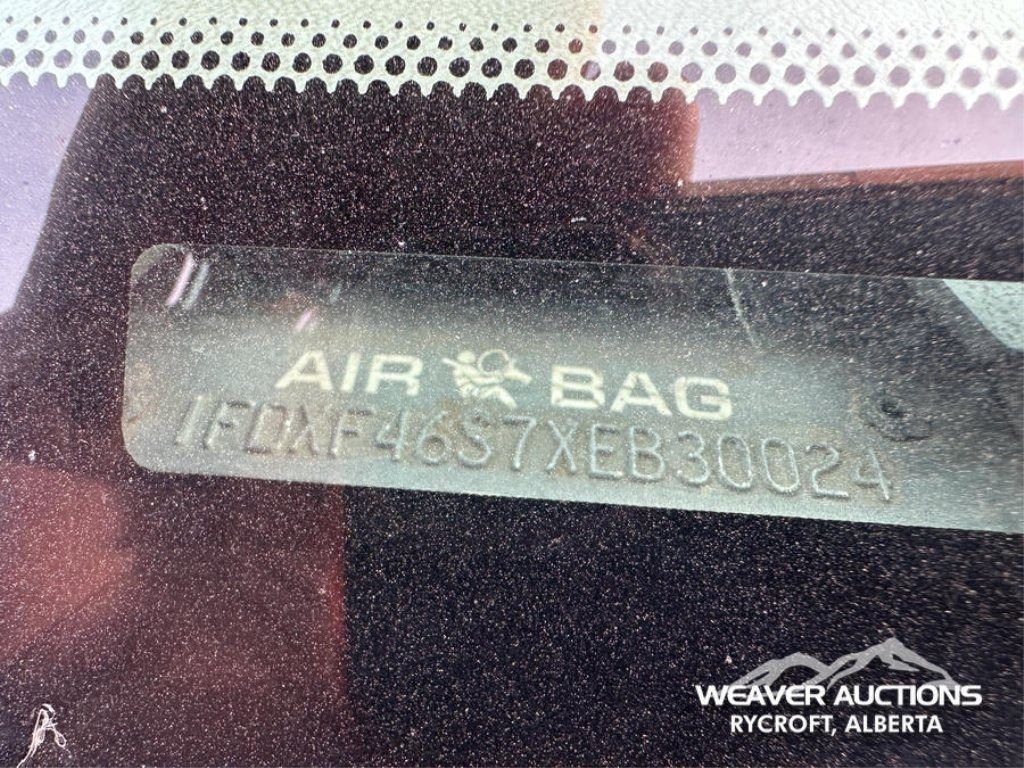 AIR BAG
1FDXF46S7XEB30024
WEAVER AUCTIONS
RYCROFT, ALBERTA